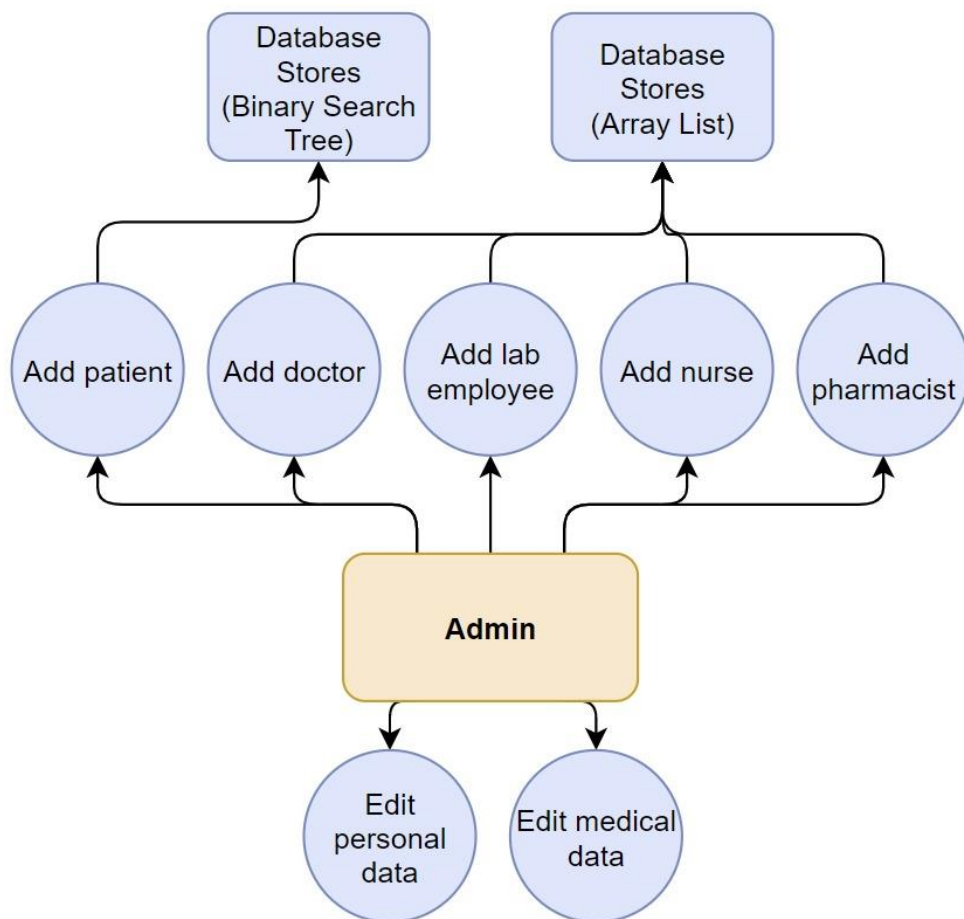 Database
Stores
(Binary Search
Tree)
Database
Stores
(Array List)
Add patient
Add doctor
Add lab
employee
Add nurse
Add
pharmacist
Admin
Edit
personal
data
Edit medical
data